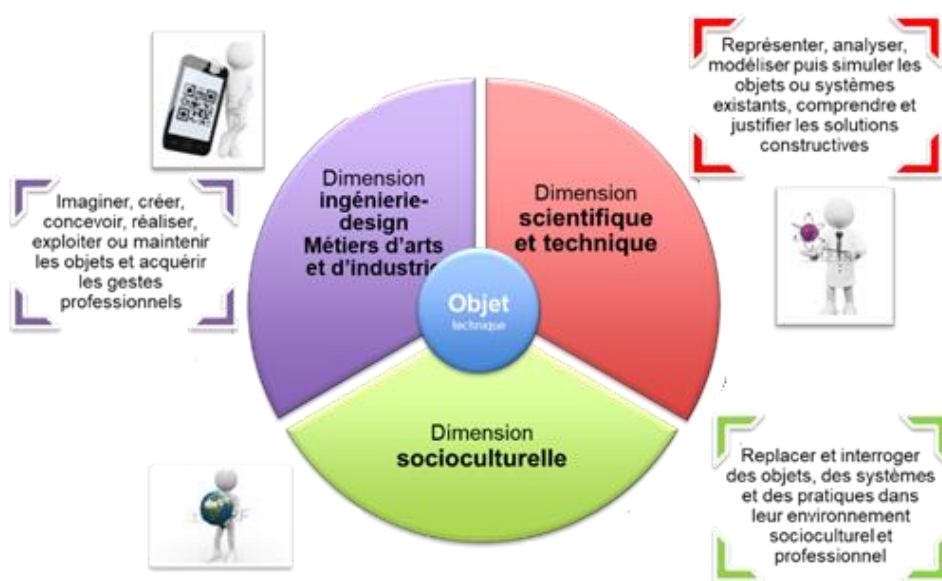 Représenter, analyser,
modéliser puis simuler les
objets ou systèmes
existants, comprendre et
justifier les solutions
constructives
Dimension
ingénierie-
design
Métiers d'arts
et d'industrie
Dimension
scientifique
et technique
Imaginer, créer,
concevoir, réaliser,
exploiter ou maintenir
les objets et acquérir
les gestes
professionnels
Objet
technique
Dimension
socioculturelle
Replacer et interroger
des objets, des systèmes
et des pratiques dans
leur environnement
socioculturel et
professionnel